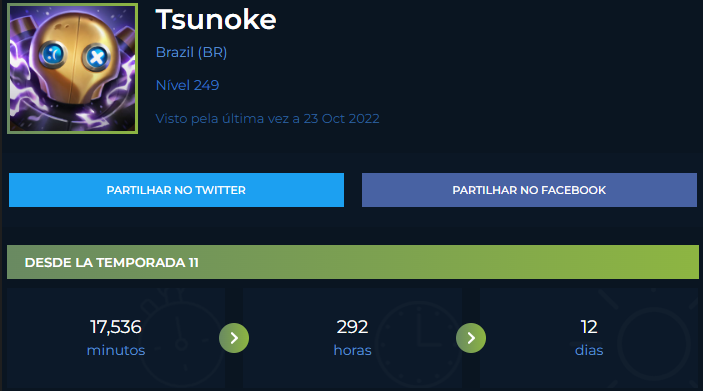 Tsunoke
Brazil (BR)
Nível 249
Visto pela última vez a 23 Oct 2022
PARTILHAR NO TWITTER
PARTILHAR NO FACEBOOK
DESDE LA TEMPORADA 11
17,536
minutos
292
horas
12
dias